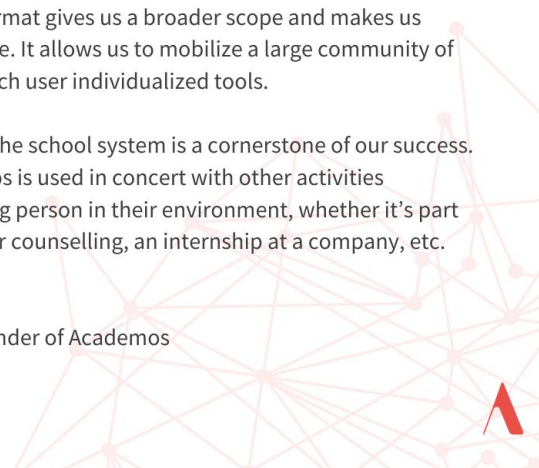 rmat gives us a broader scope and makes us
e. It allows us to mobilize a large community of
ch user individualized tools.
he school system is a cornerstone of our success.
os is used in concert with other activities
g person in their environment, whether it’s part
r counselling, an internship at a company, etc.
nder of Academos